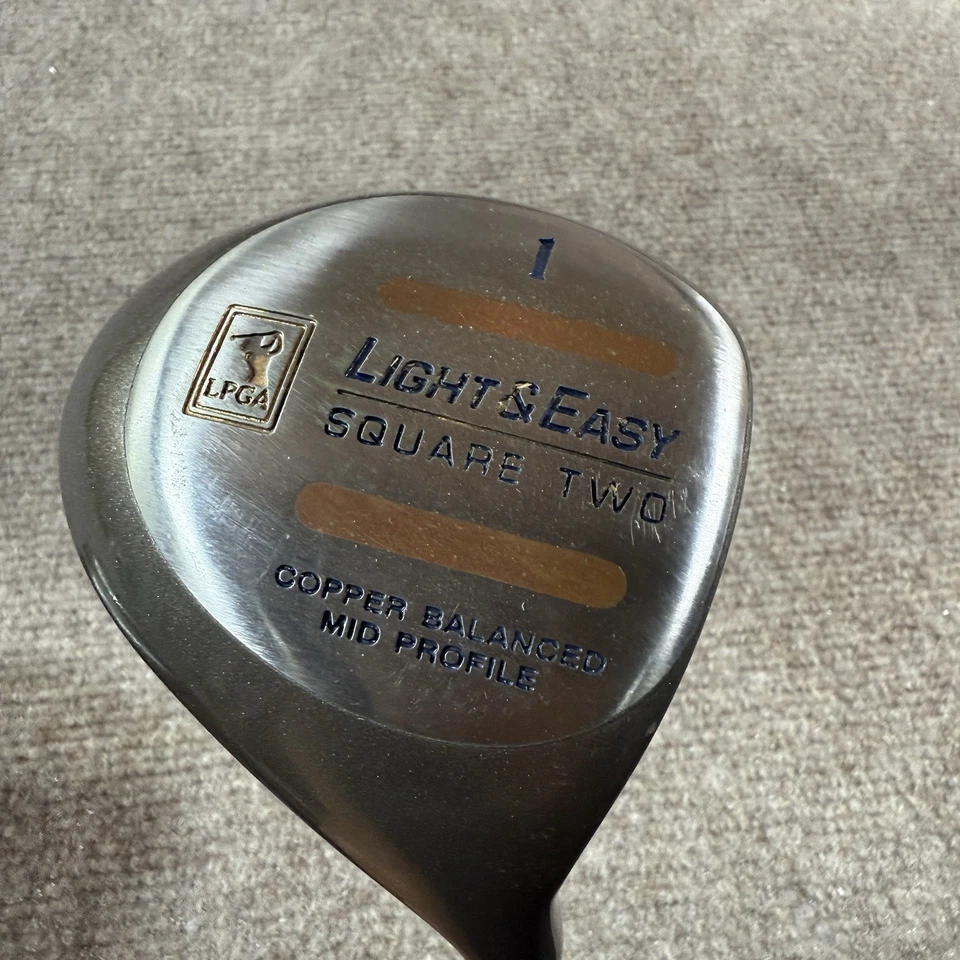 1
LPGA
LIGHT & EASY
SQUARE TWO
COPPER BALANCED
MID PROFILE